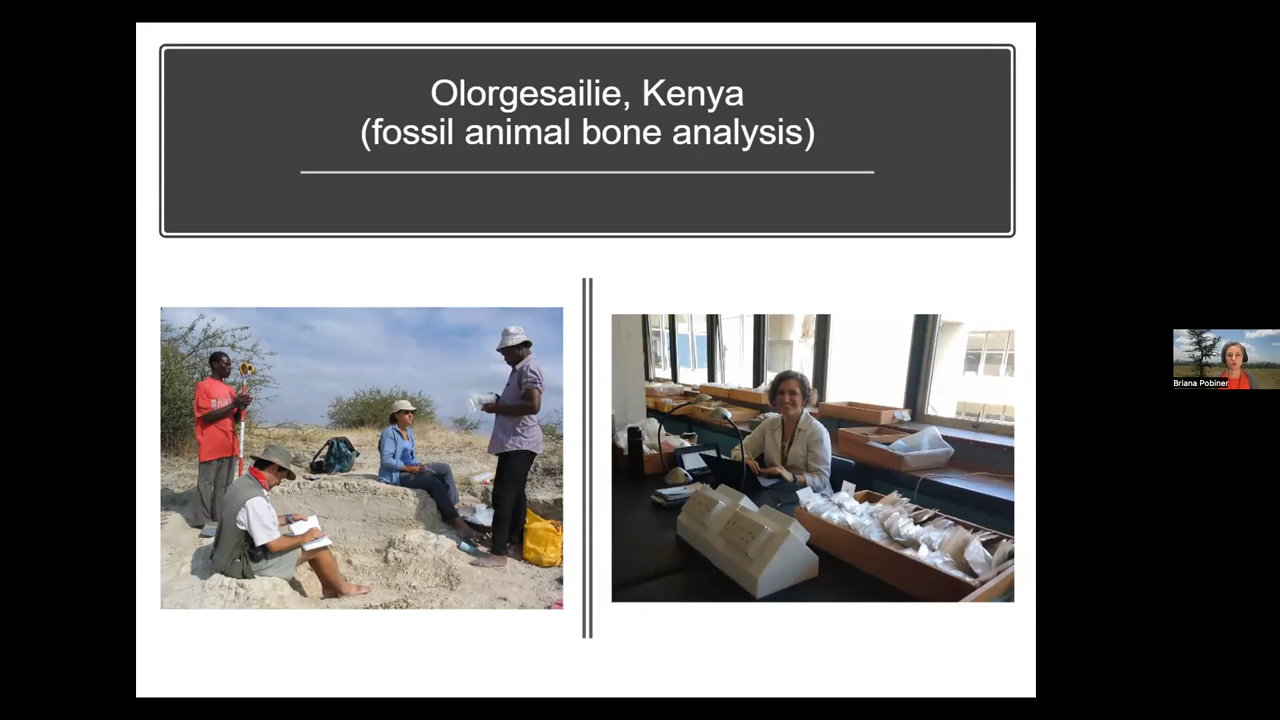 Olorgesailie, Kenya
(fossil animal bone analysis)
Briana Pobiner